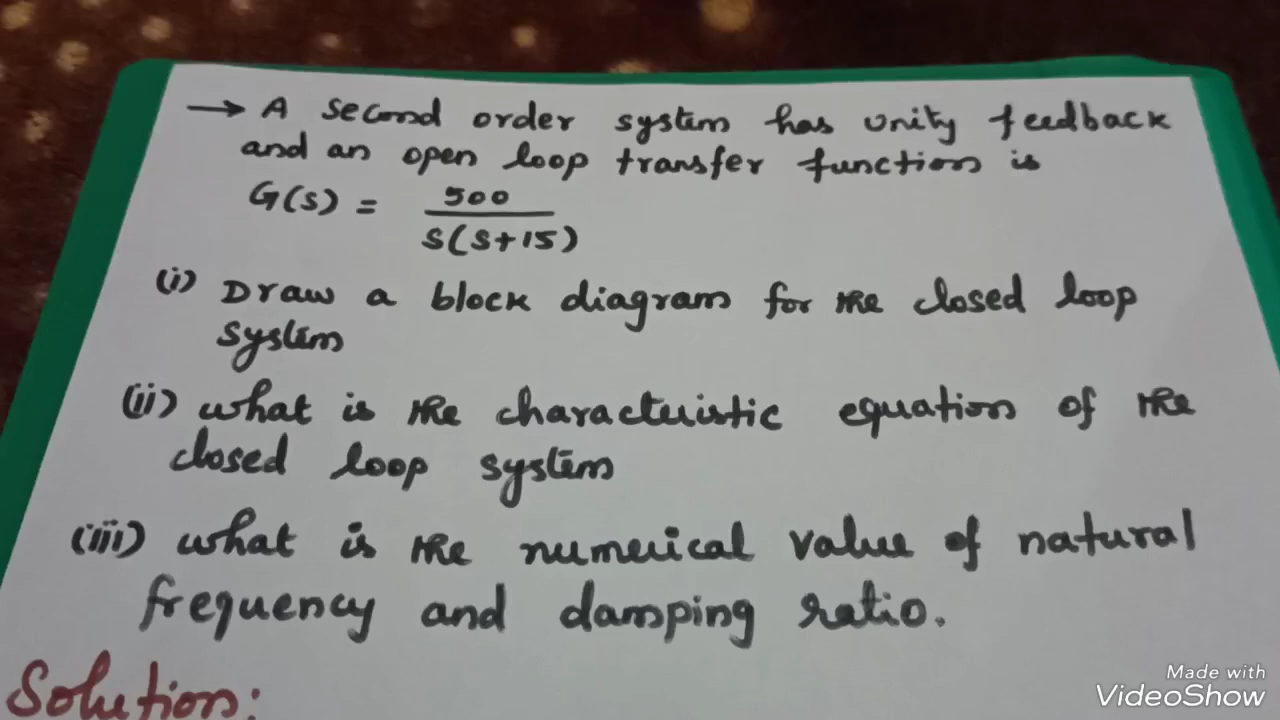 → A second order system has unity feedback
and an open loop transfer function is
G(s) = 500
s(s+15)
(i) Draw a block diagram for the closed loop
system
(ii) what is the characteristic equation of the
closed loop system
(iii) what is the numerical value of natural
frequency and damping ratio.
Solution:
Made with
VideoShow